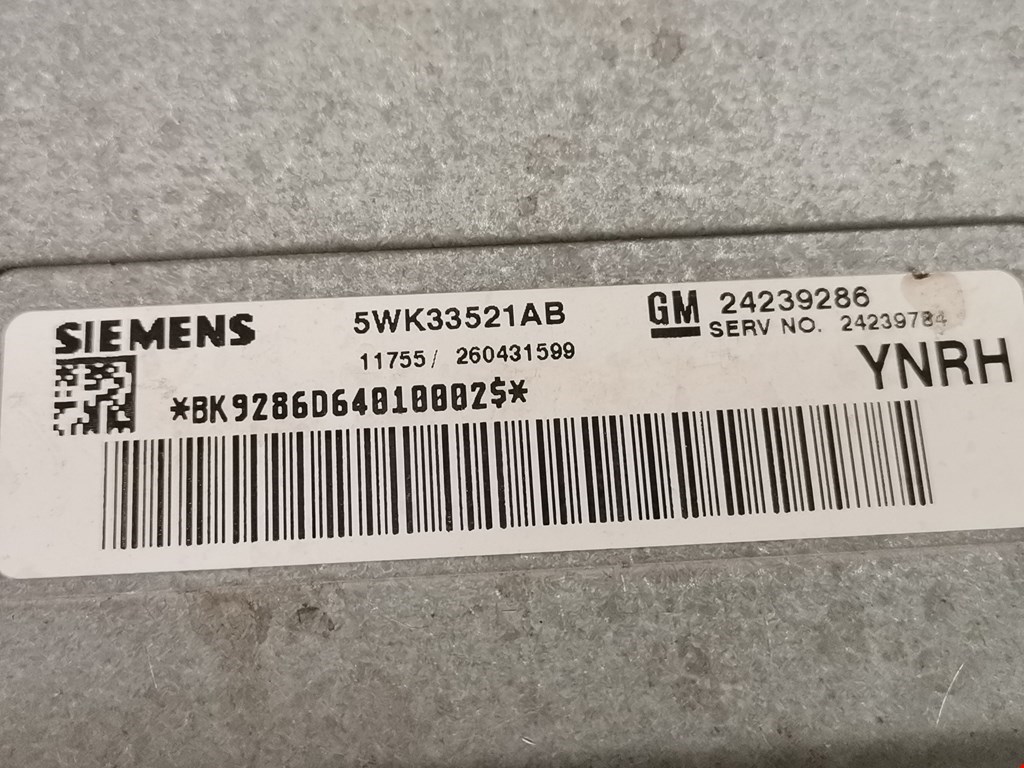 SIEMENS
5WK33521AB
GM 24239286
SERV NO. 24239784
11755/ 260431599
YNRH
*BK9286D64010002$*